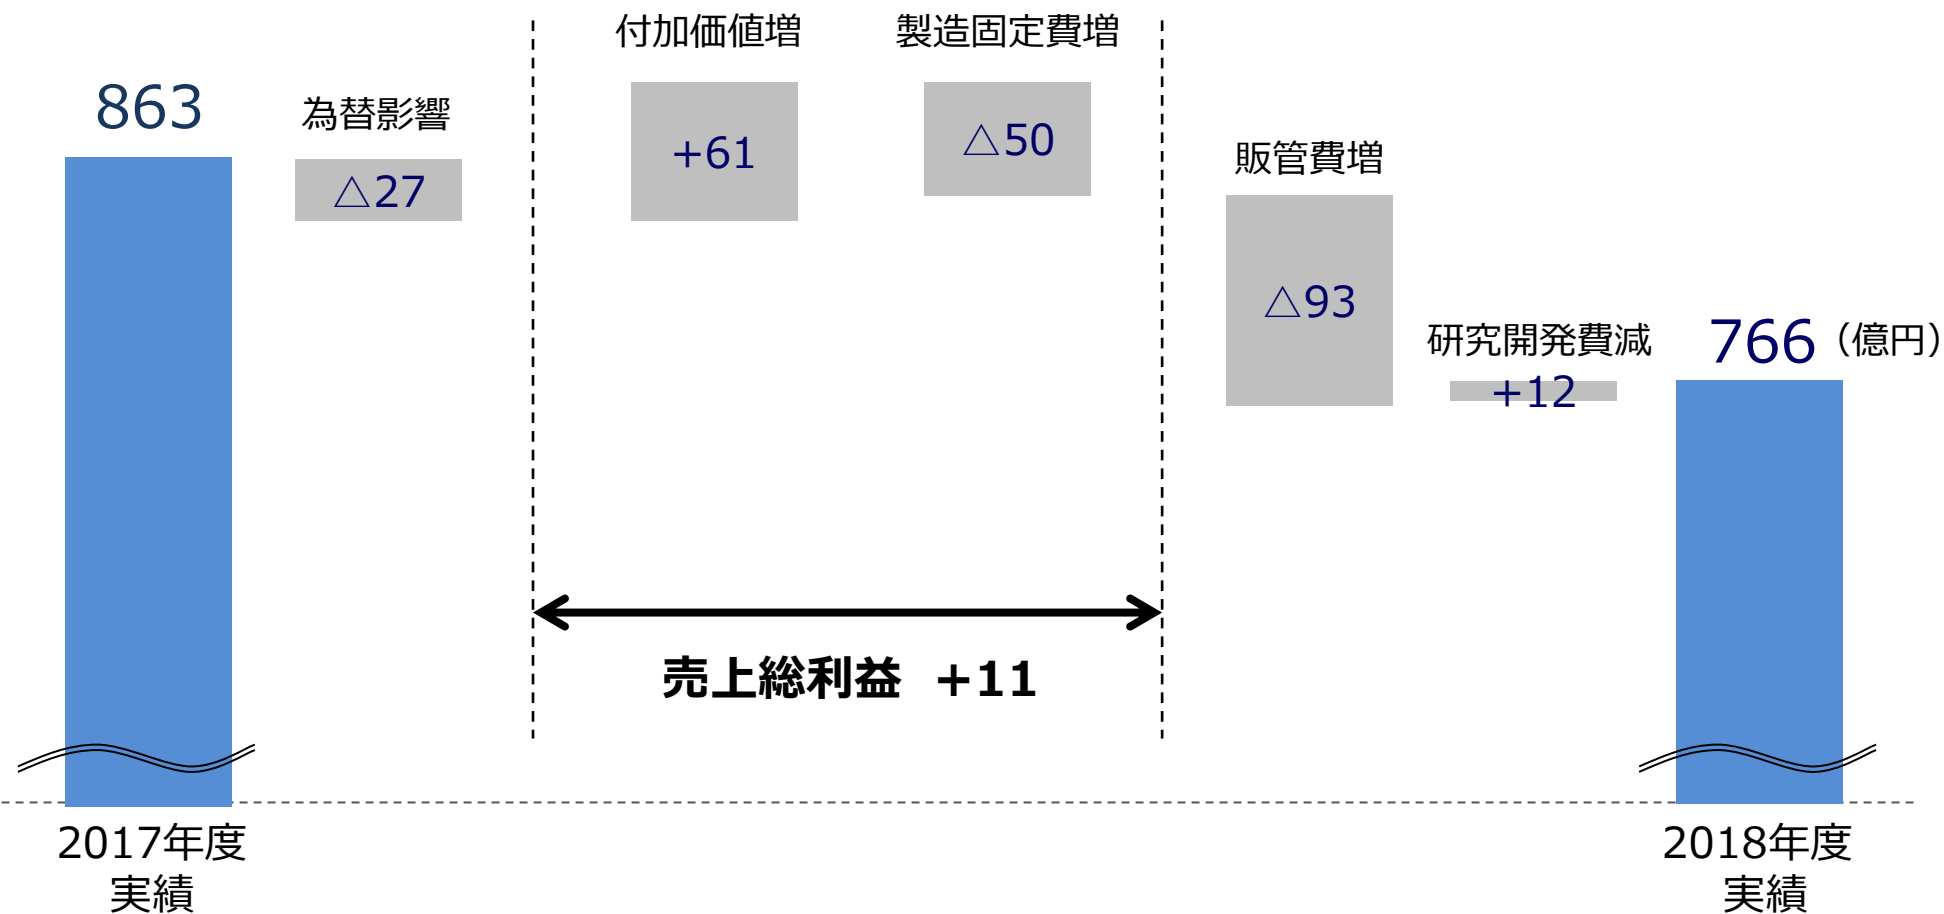 付加価値増
製造固定費増
863
為替影響
△27
+61
△50
販管費増
△93
研究開発費減
+12
766（億円）
売上総利益 +11
2017年度
実績
2018年度
実績